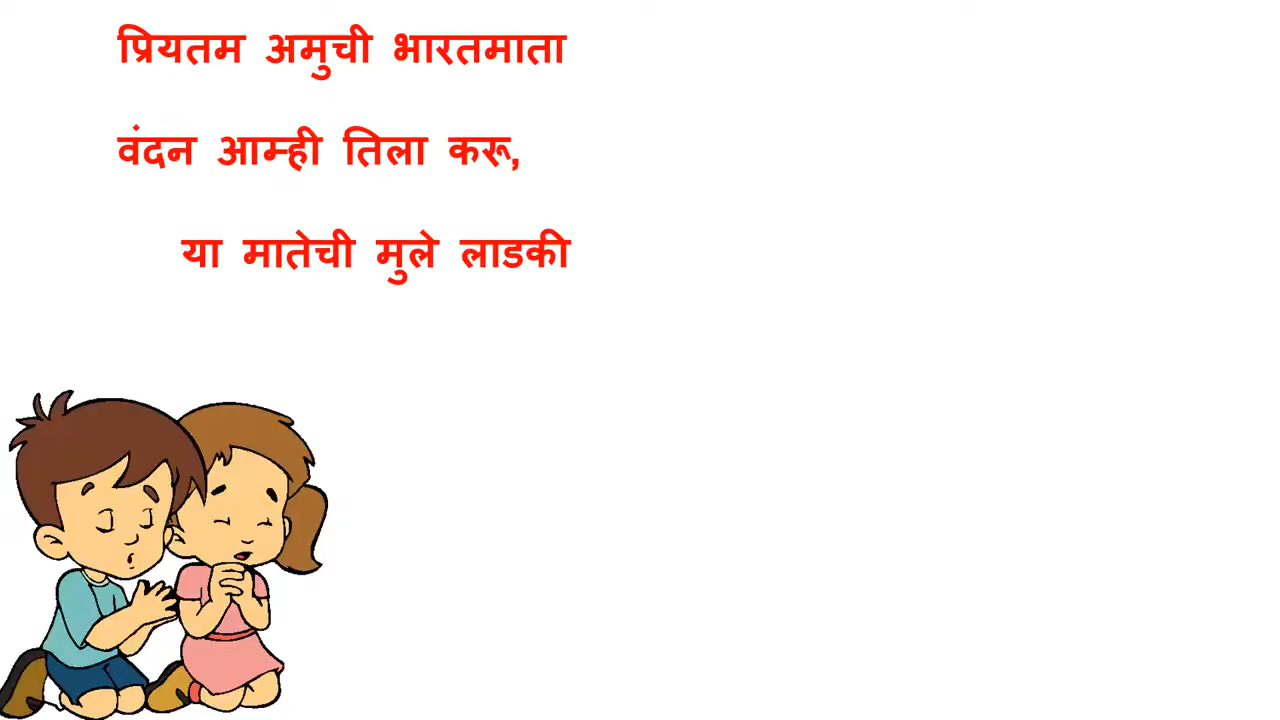 प्रियतम अमुची भारतमाता
वंदन आम्ही तिला करू,
या मातेची मुले लाडकी